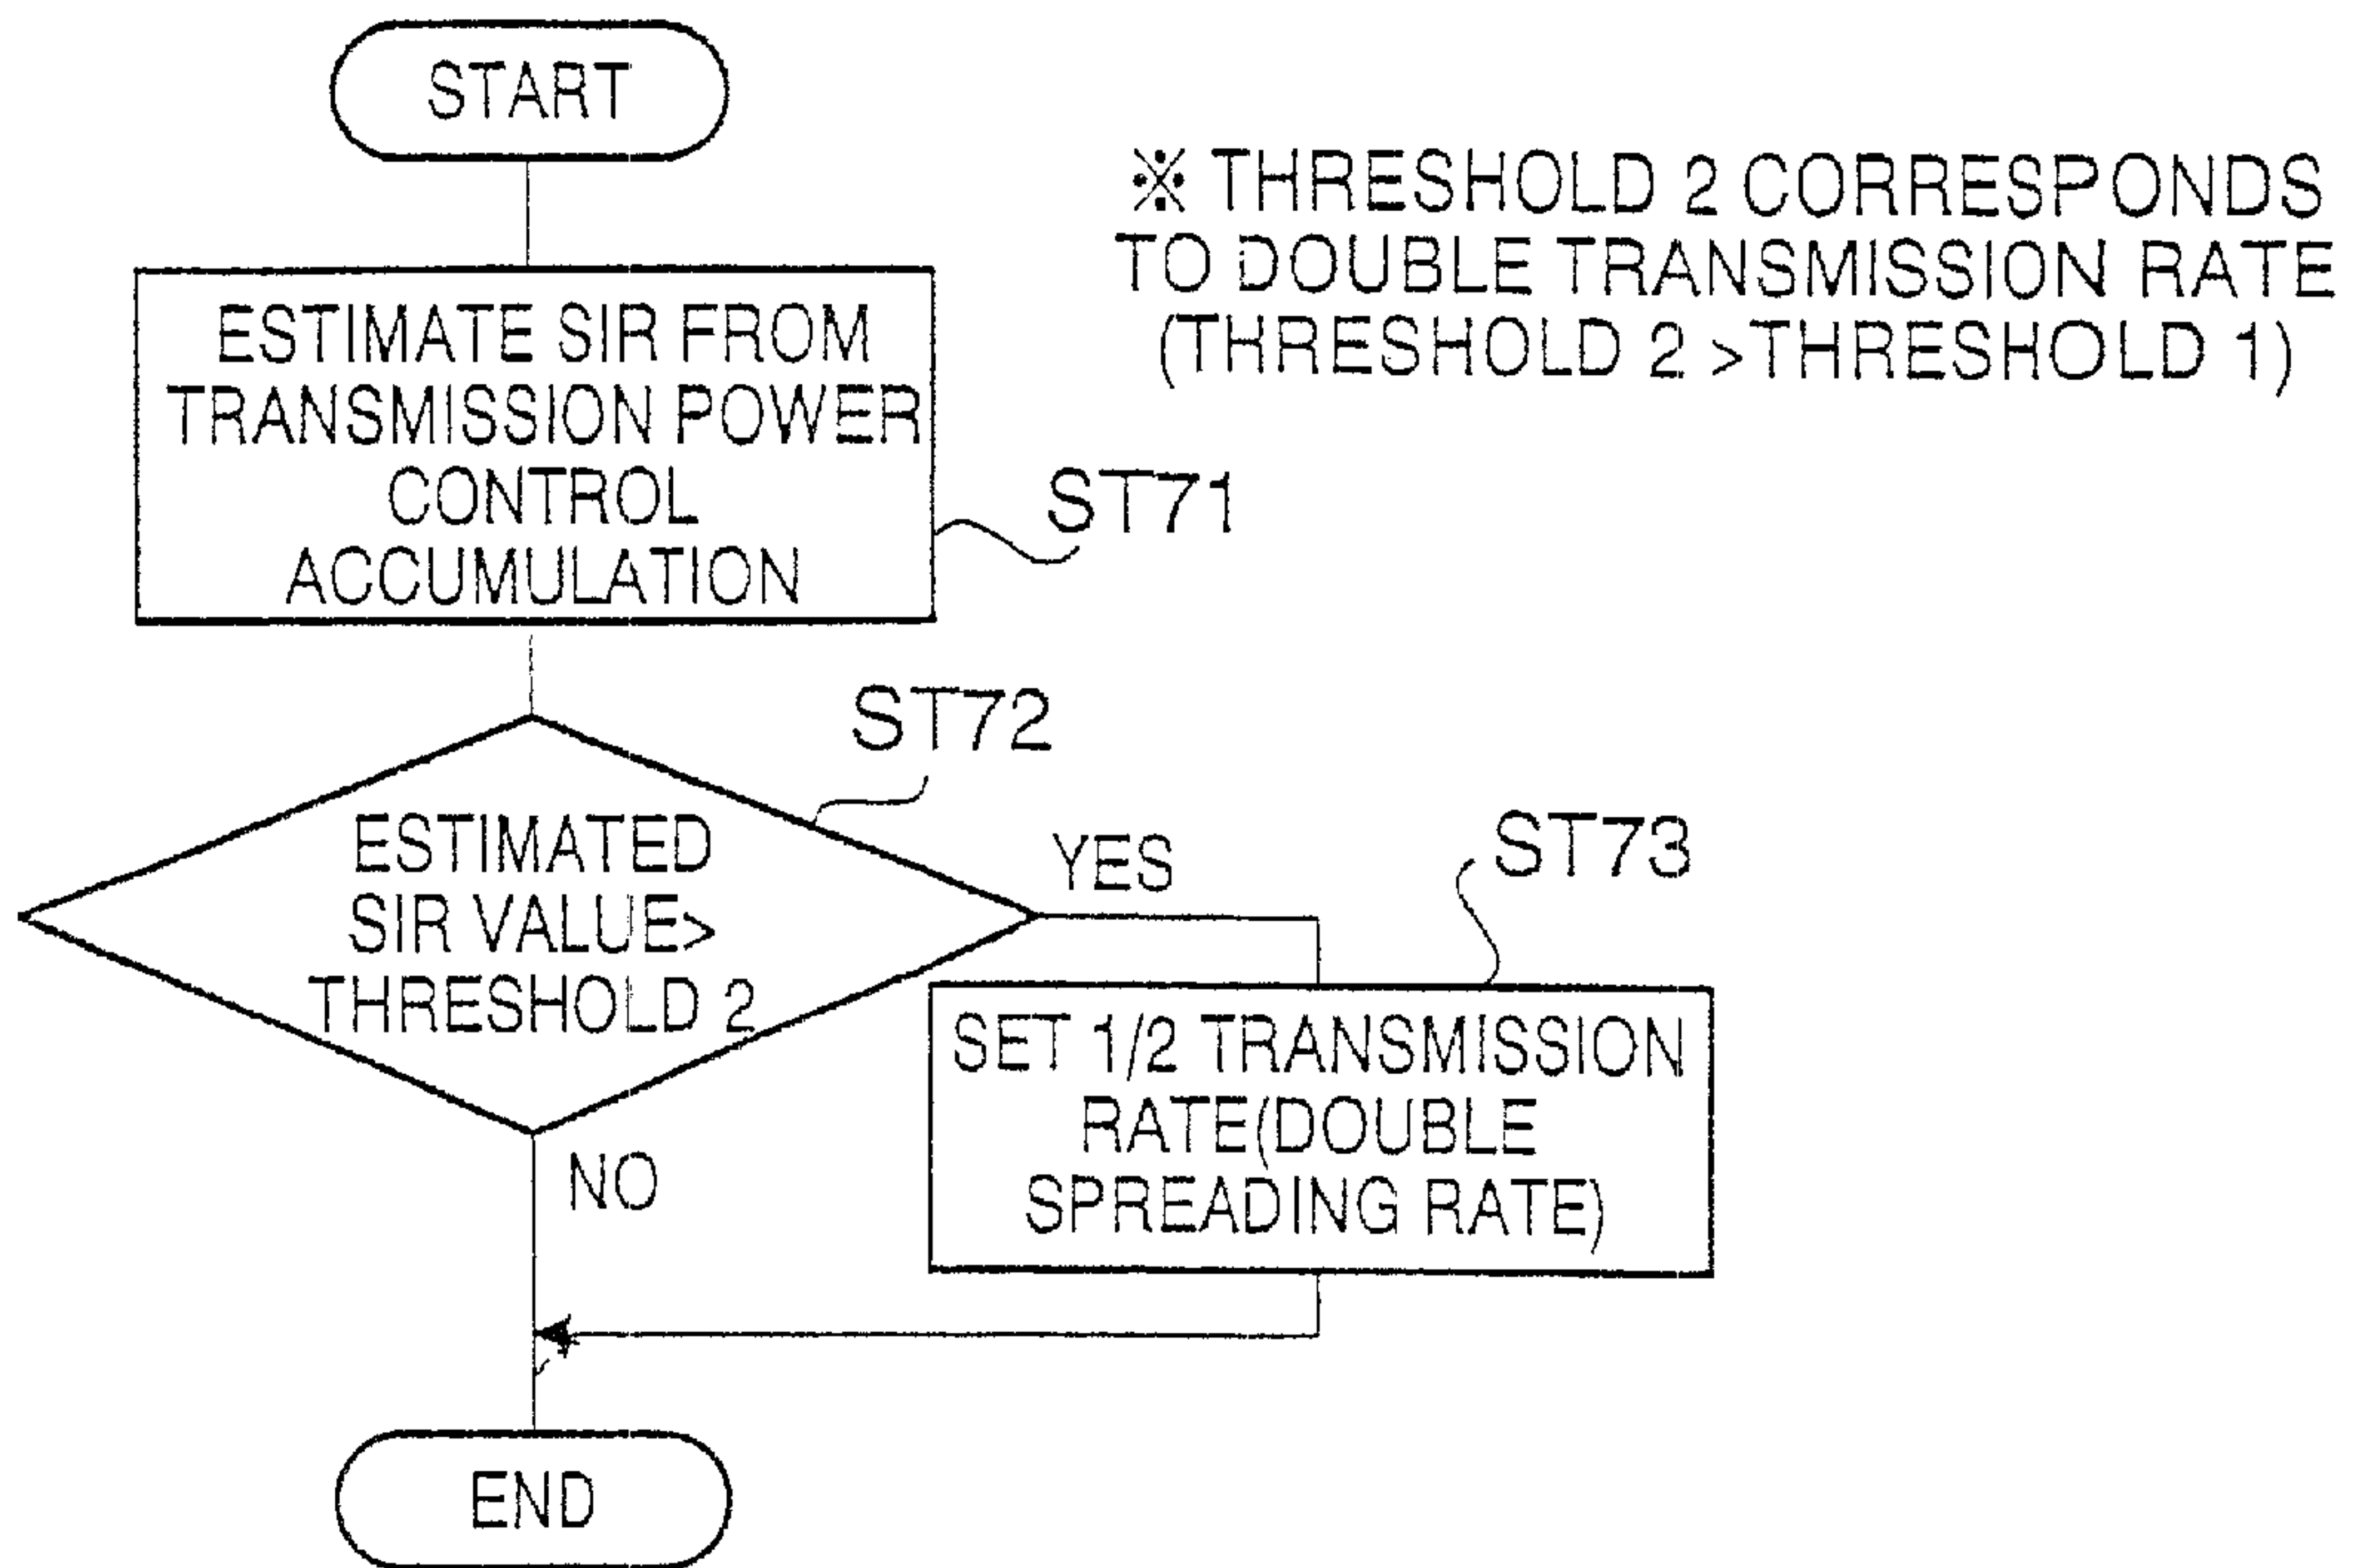 START
※ THRESHOLD 2 CORRESPONDS
TO DOUBLE TRANSMISSION RATE
(THRESHOLD 2 >THRESHOLD 1)
ESTIMATE SIR FROM
TRANSMISSION POWER
CONTROL
ACCUMULATION
ST71
ST72
ESTIMATED
SIR VALUE>
THRESHOLD 2
YES
ST73
SET 1/2 TRANSMISSION
RATE(DOUBLE
SPREADING RATE)
NO
END